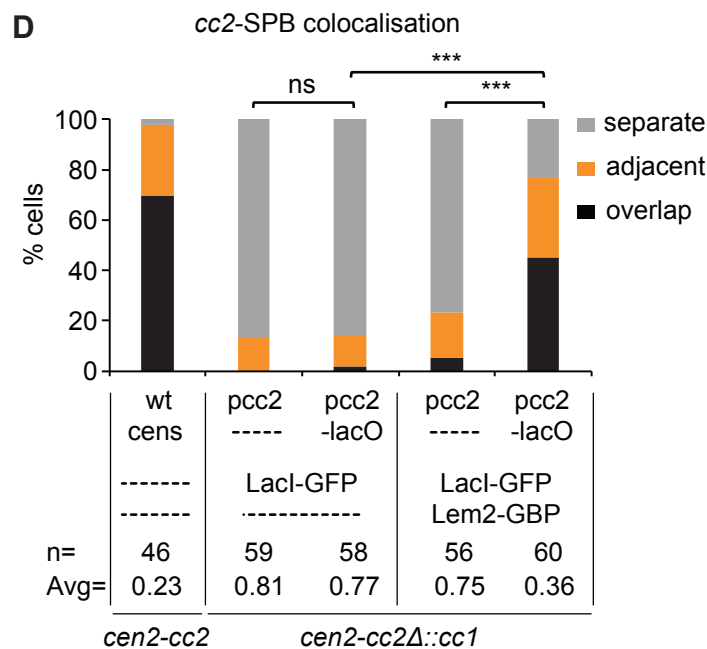 D
cc2-SPB colocalisation
***
ns
***
100
80
60
40
20
0
% cells
separate
adjacent
overlap
wt cens
pcc2 -----
pcc2 -lacO
pcc2 -----
pcc2 -lacO
------- LacI-GFP LacI-GFP
------- ------------ Lem2-GBP
n= 46 59 58 56 60
Avg= 0.23 0.81 0.77 0.75 0.36
cen2-cc2 cen2-cc2Δ::cc1